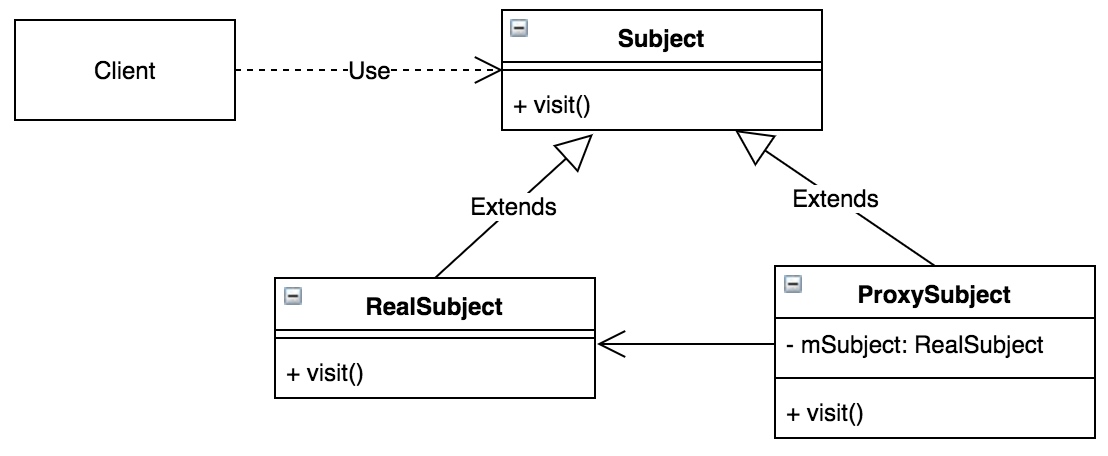 Subject
Client
Use
+ visit()
Extends
Extends
RealSubject
ProxySubject
- mSubject: RealSubject
+ visit()
+ visit()